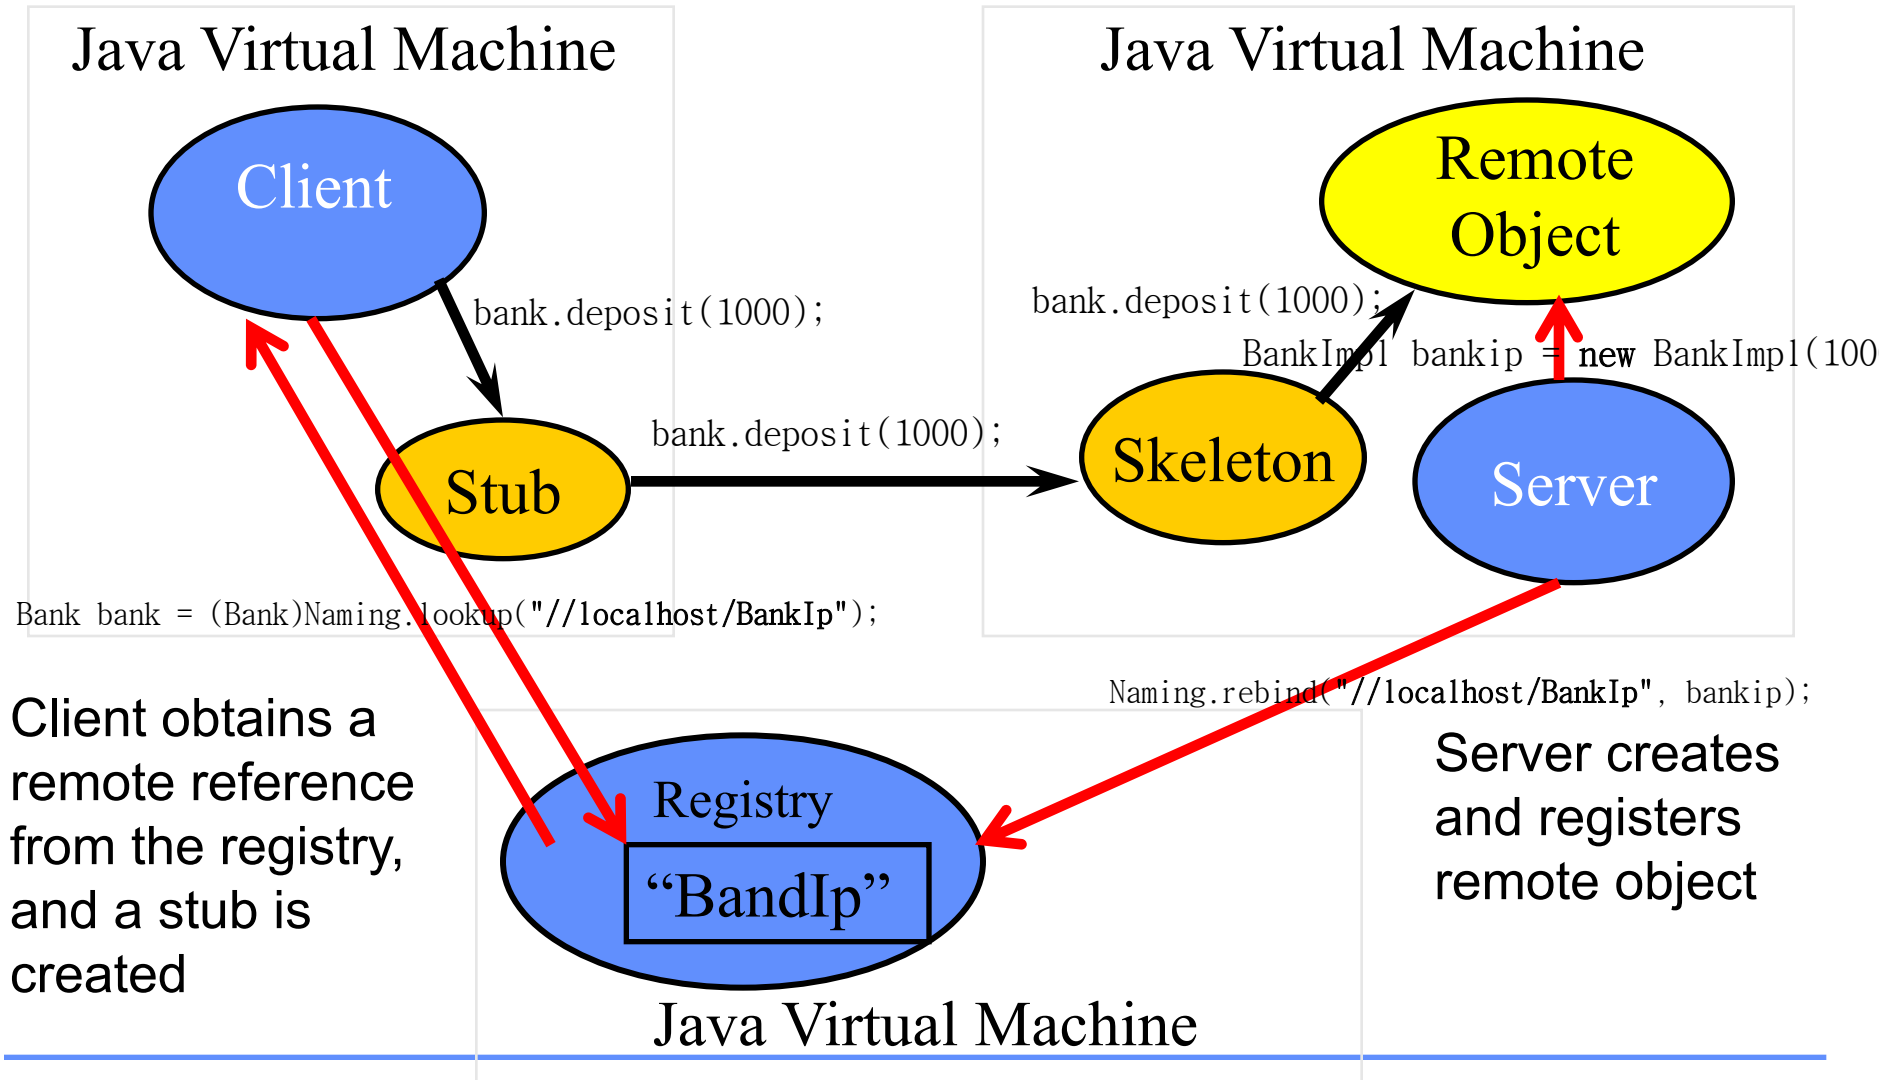 Java Virtual Machine
Java Virtual Machine
Client
Remote
Object
bank.deposit(1000);
bank.deposit(1000);
BankImpl bankip = new BankImpl(100
bank.deposit(1000);
Stub
Skeleton
Server
Bank bank = (Bank)Naming.lookup("//localhost/BankIp");
Naming.rebind("//localhost/BankIp", bankip);
Client obtains a
remote reference
from the registry,
and a stub is
created
Registry
“BandIp”
Server creates
and registers
remote object
Java Virtual Machine